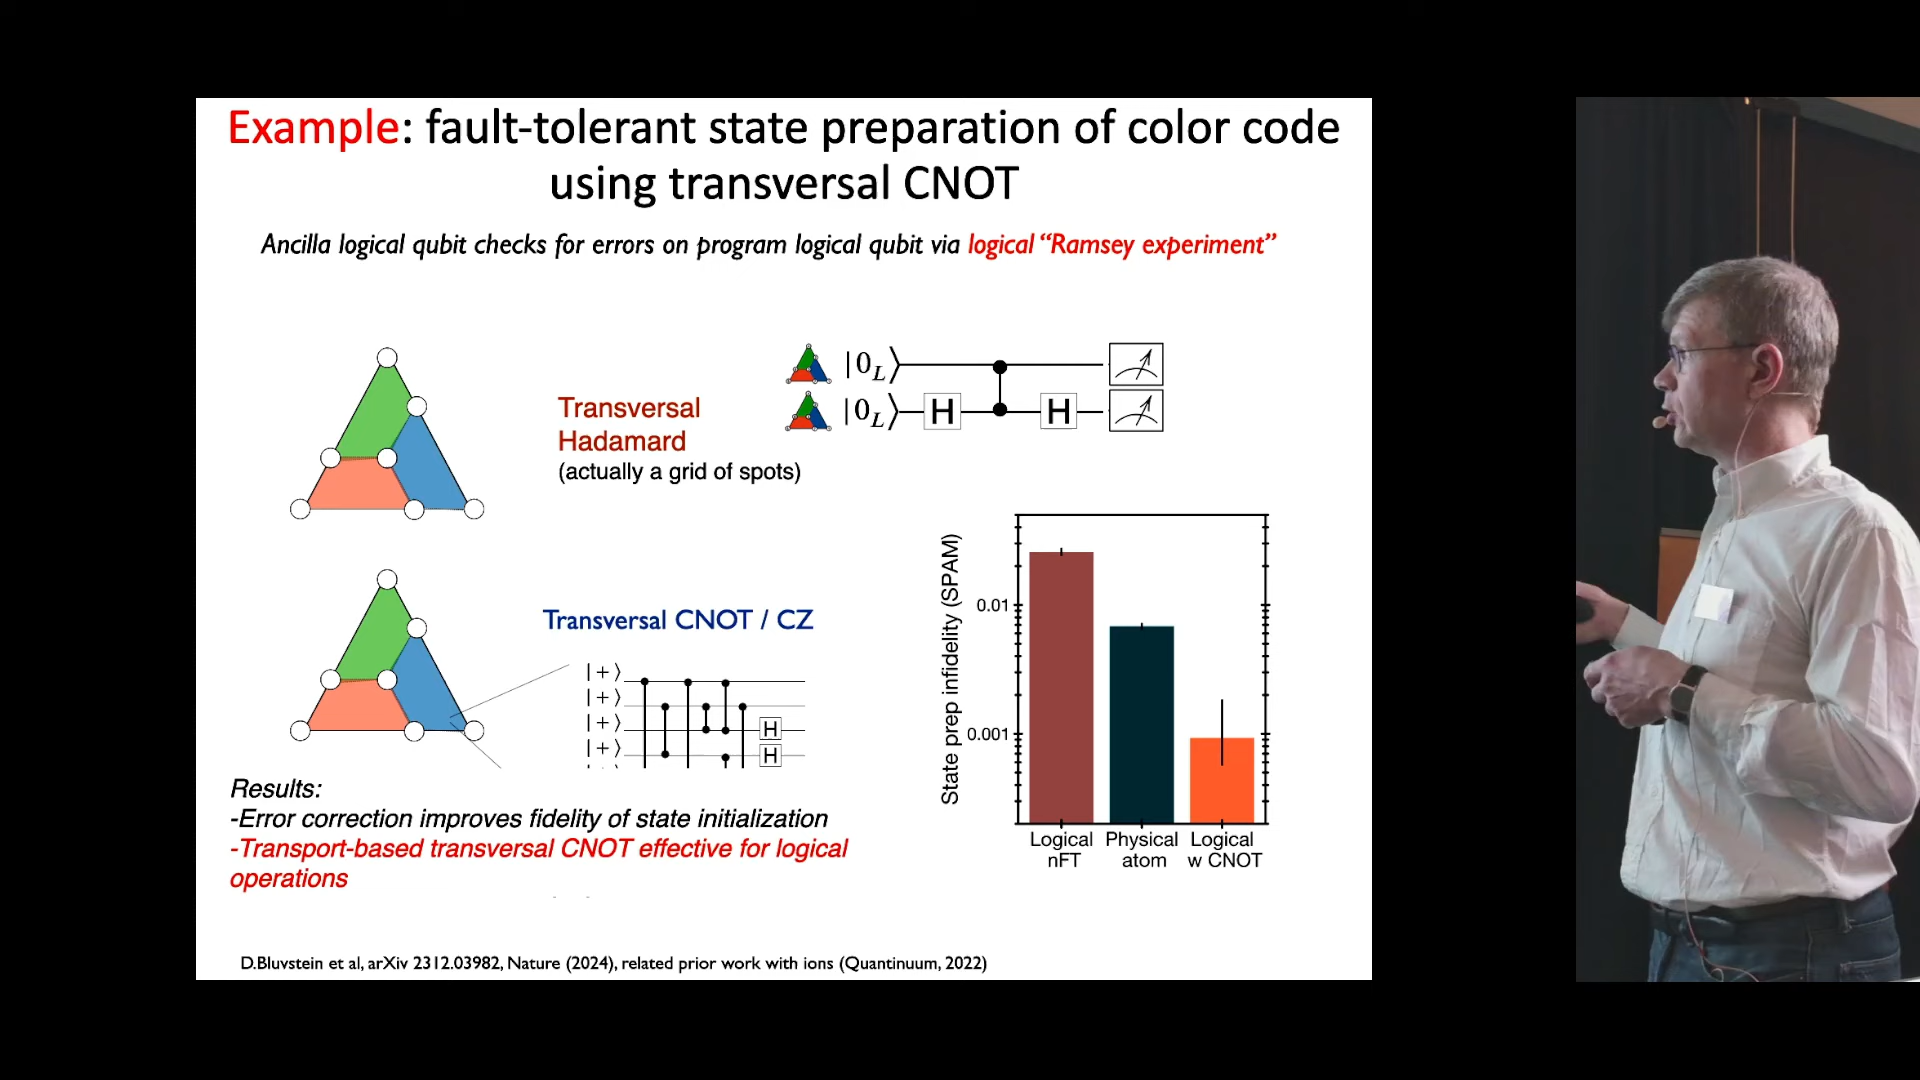 Example: fault-tolerant state preparation of color code
using transversal CNOT
Ancilla logical qubit checks for errors on program logical qubit via logical “Ramsey experiment”
Transversal
Hadamard
(actually a grid of spots)
|0L⟩
|0L⟩ H H
Transversal CNOT / CZ
|+⟩
|+⟩
|+⟩ H
|+⟩ H
State prep infidelity (SPAM)
0.01
0.001
Logical nFT
Physical atom
Logical w CNOT
Results:
-Error correction improves fidelity of state initialization
-Transport-based transversal CNOT effective for logical
operations
D.Bluvstein et al, arXiv 2312.03982, Nature (2024), related prior work with ions (Quantinuum, 2022)